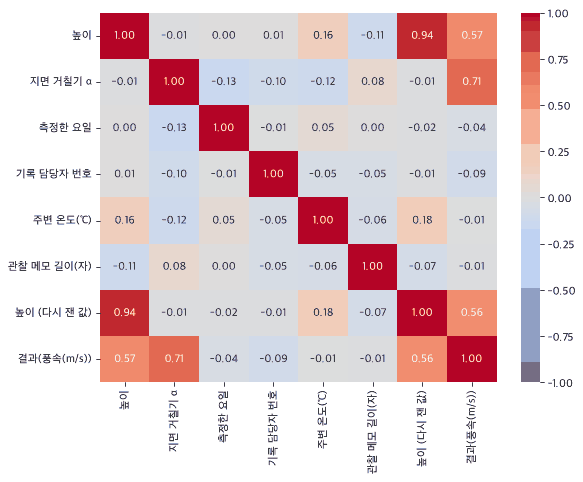 높이 1.00 −0.01 0.00 0.01 0.16 −0.11 0.94 0.57
지면 거칠기 α −0.01 1.00 −0.13 −0.10 −0.12 0.08 −0.01 0.71
측정한 요일 0.00 −0.13 1.00 −0.01 0.05 0.00 −0.02 −0.04
기록 담당자 번호 0.01 −0.10 −0.01 1.00 −0.05 −0.05 −0.01 −0.09
주변 온도(℃) 0.16 −0.12 0.05 −0.05 1.00 −0.06 0.18 −0.01
관찰 메모 길이(자) −0.11 0.08 0.00 −0.05 −0.06 1.00 −0.07 −0.01
높이 (다시 잰 값) 0.94 −0.01 −0.02 −0.01 0.18 −0.07 1.00 0.56
결과(풍속(m/s)) 0.57 0.71 −0.04 −0.09 −0.01 −0.01 0.56 1.00
높이
지면 거칠기 α
측정한 요일
기록 담당자 번호
주변 온도(℃)
관찰 메모 길이(자)
높이 (다시 잰 값)
결과(풍속(m/s))
1.00
0.75
0.50
0.25
0.00
−0.25
−0.50
−0.75
−1.00